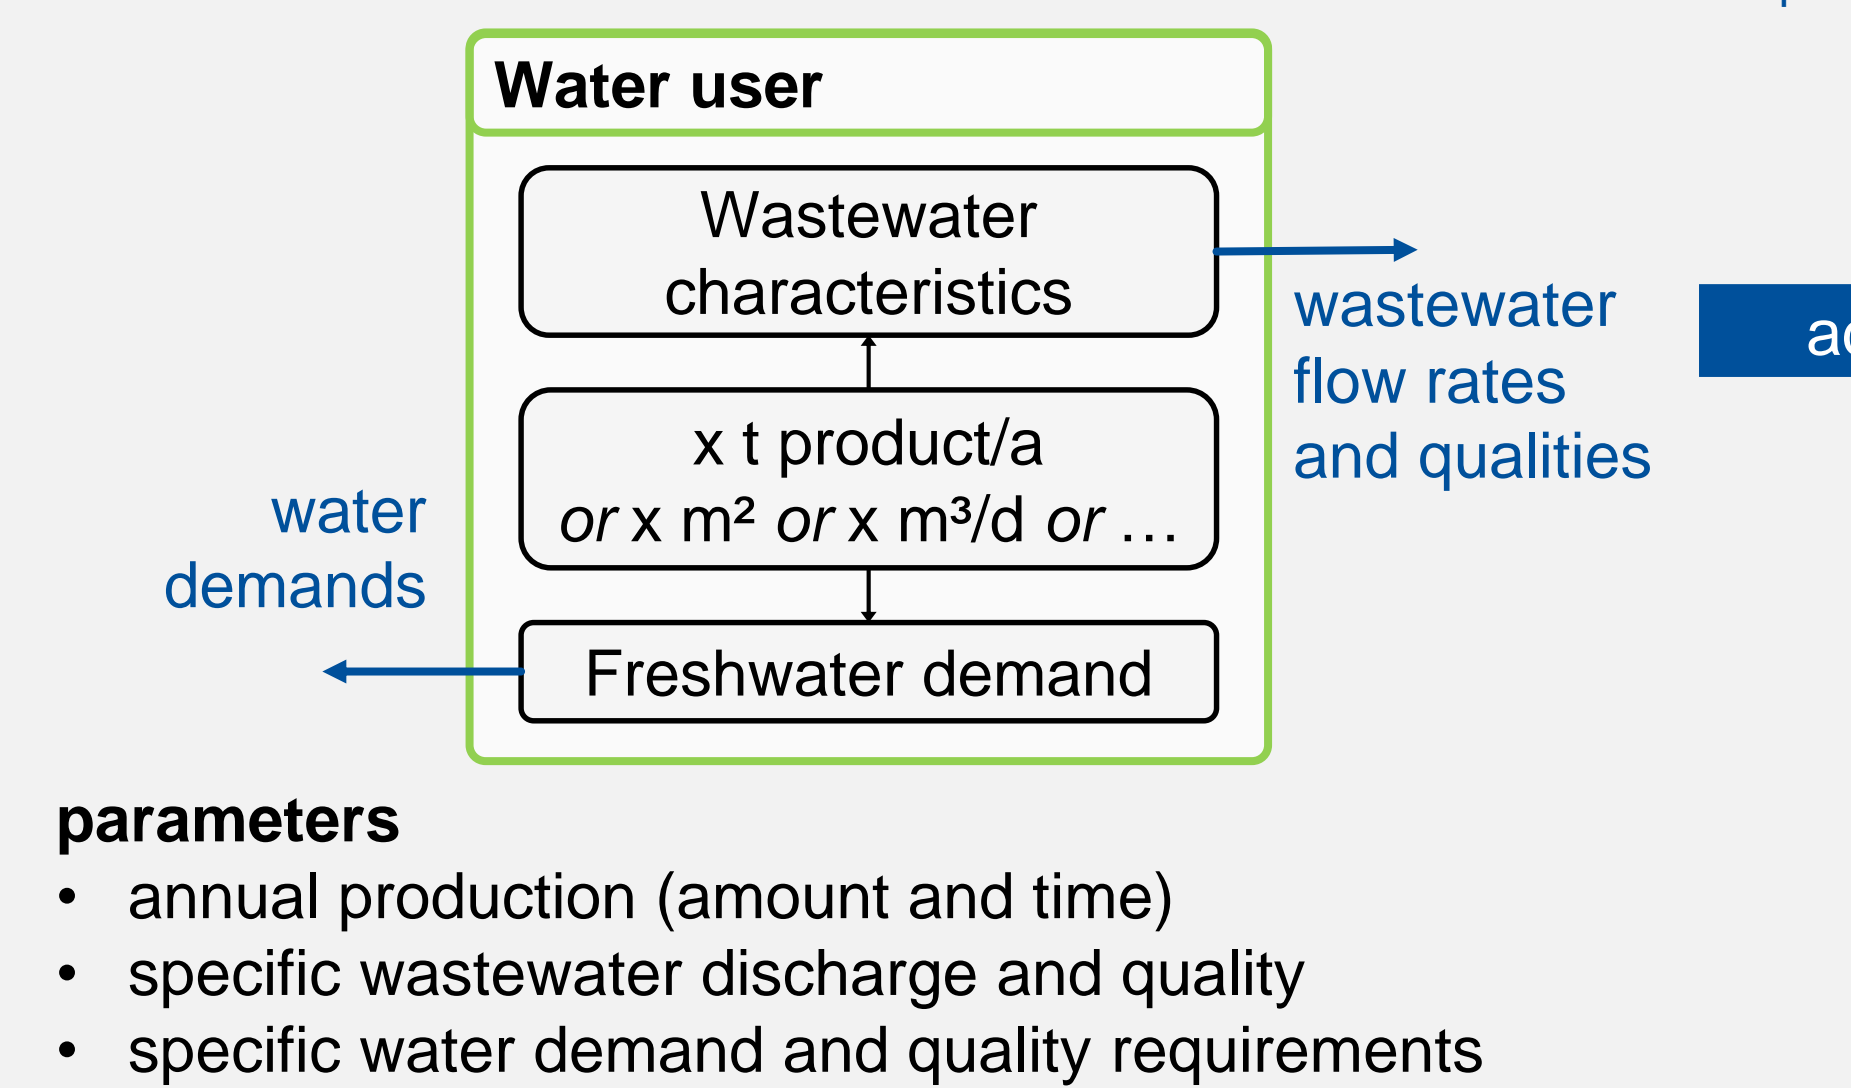 Water user
Wastewater
characteristics
wastewater
flow rates
and qualities
x t product/a
or x m² or x m³/d or …
water
demands
Freshwater demand
parameters
• annual production (amount and time)
• specific wastewater discharge and quality
• specific water demand and quality requirements